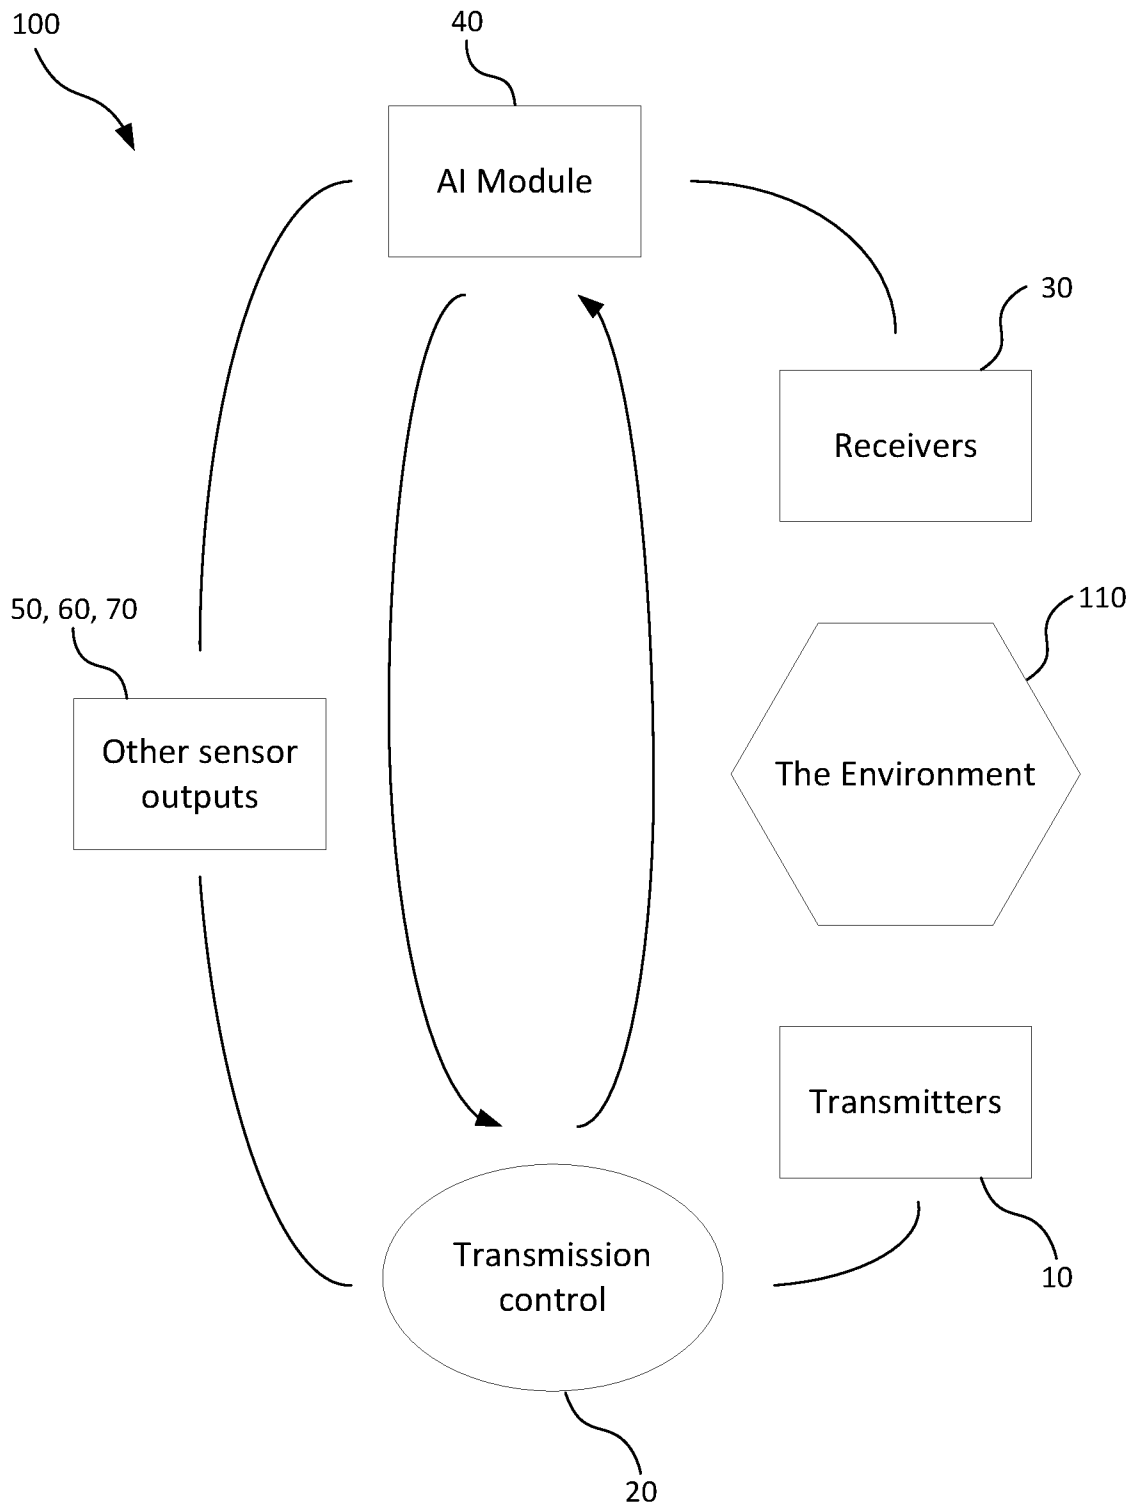 100
40
AI Module
30
Receivers
50, 60, 70
110
Other sensor
outputs
The Environment
Transmitters
10
Transmission
control
20